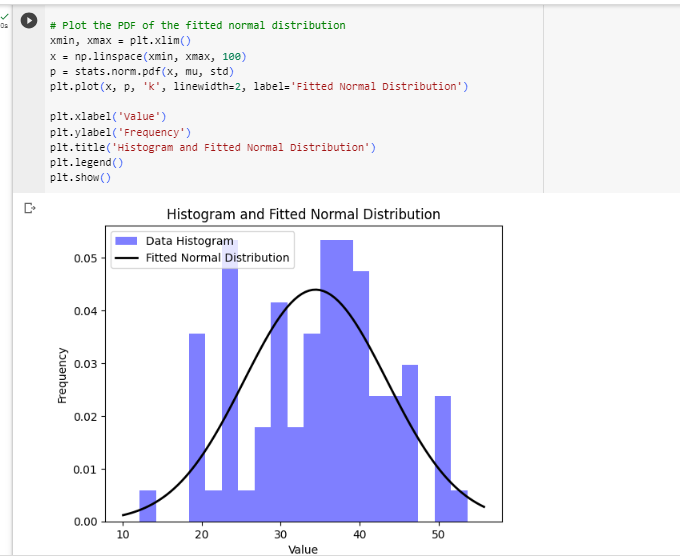 0s
# Plot the PDF of the fitted normal distribution
xmin, xmax = plt.xlim()
x = np.linspace(xmin, xmax, 100)
p = stats.norm.pdf(x, mu, std)
plt.plot(x, p, 'k', linewidth=2, label='Fitted Normal Distribution')
plt.xlabel('Value')
plt.ylabel('Frequency')
plt.title('Histogram and Fitted Normal Distribution')
plt.legend()
plt.show()
Histogram and Fitted Normal Distribution
Data Histogram
Fitted Normal Distribution
Frequency
0.05
0.04
0.03
0.02
0.01
0.00
10 20 30 40 50
Value